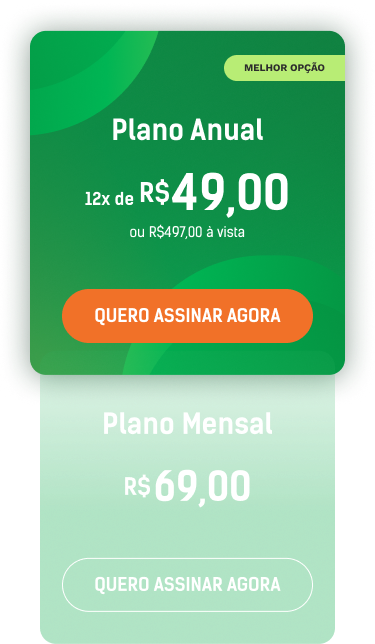 MELHOR OPÇÃO
Plano Anual
12x de R$49,00
ou R$497,00 à vista
QUERO ASSINAR AGORA
Plano Mensal
R$69,00
QUERO ASSINAR AGORA